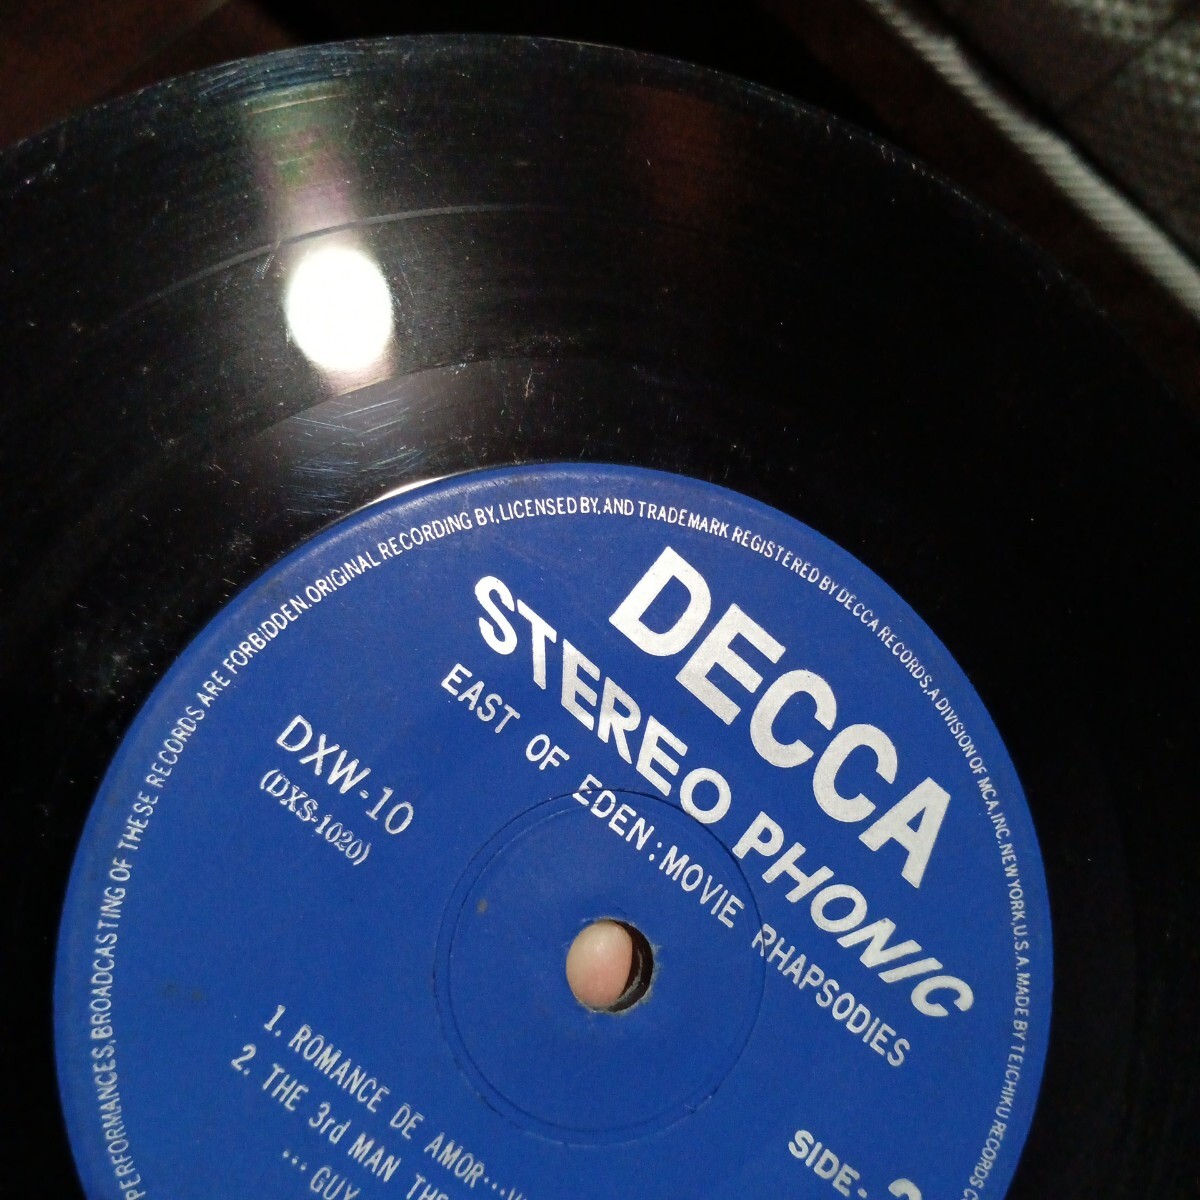 PERFORMANCES, BROADCASTING OF THESE RECORDS ARE FORBIDDEN. ORIGINAL RECORDING BY, LICENSED BY, AND TRADEMARK REGISTERED BY DECCA RECORDS, A DIVISION OF MCA, INC. NEW YORK, U.S.A. MADE BY TEICHIKU RECORDS
DECCA
STEREO PHONIC
EAST OF EDEN: MOVIE RHAPSODIES
DXW-10
(DXS-1020)
SIDE-
1. ROMANCE DE AMOR...
2. THE 3rd MAN
...GUY